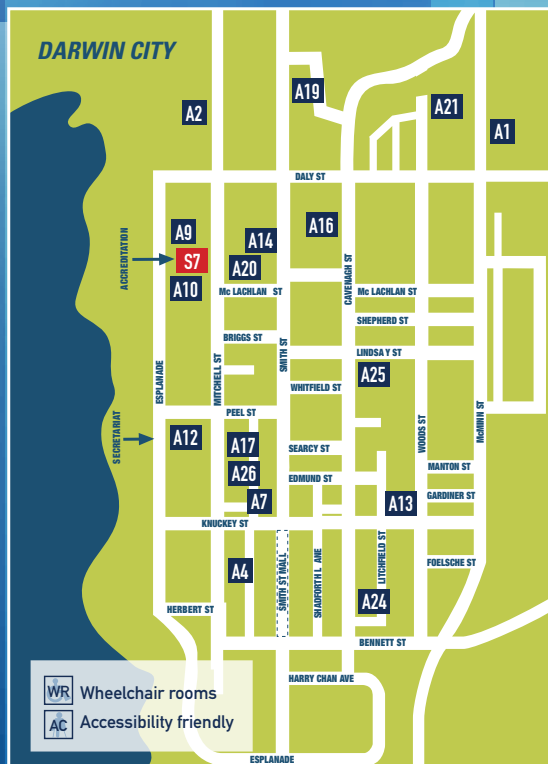 DARWIN CITY
A19
A2
A21
A1
DALY ST
A9
A14
A16
ACCREDITATION
S7
A20
A10
Mc LACHLAN ST
CAVENAGH ST
Mc LACHLAN ST
SHEPHERD ST
BRIGGS ST
SMITH ST
LINDSAY ST
ESPLANADE
MITCHELL ST
WHITFIELD ST
A25
PEEL ST
WOODS ST
McMINN ST
SECRETARIAT
A12
A17
SEARCY ST
A26
EDMUND ST
MANTON ST
A7
A13
GARDINER ST
KNUCKEY ST
A4
SMITH ST MALL
SHADFORTH L ANE
LITCHFIELD ST
FOELSCHE ST
A24
HERBERT ST
BENNETT ST
HARRY CHAN AVE
WR Wheelchair rooms
AC Accessibility friendly
ESPLANADE